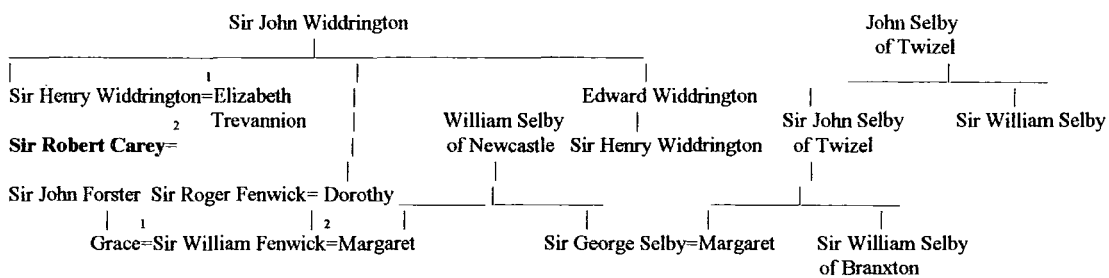 Sir John Widdrington John Selby
of Twizel
1
Sir Henry Widdrington=Elizabeth Edward Widdrington Sir John Selby Sir William Selby
Trevannion William Selby of Twizel
2
Sir Robert Carey= of Newcastle Sir Henry Widdrington
Sir John Forster Sir Roger Fenwick= Dorothy
1 2
Grace=Sir William Fenwick=Margaret Sir George Selby=Margaret Sir William Selby
of Branxton